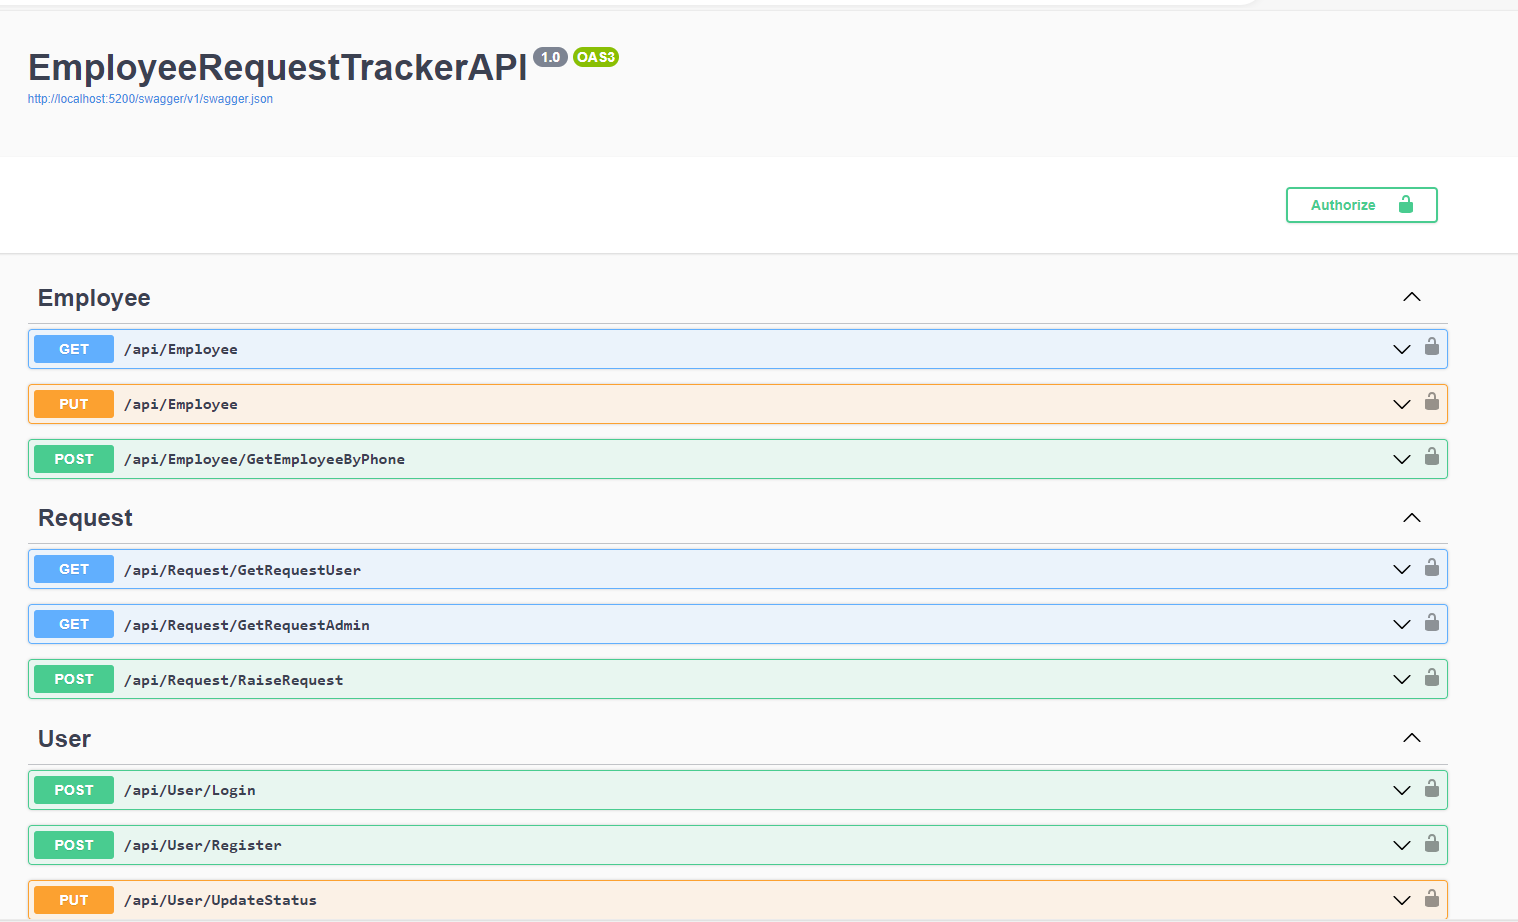 EmployeeRequestTrackerAPI 1.0 OAS3
http://localhost:5200/swagger/v1/swagger.json
Authorize
Employee
GET /api/Employee
PUT /api/Employee
POST /api/Employee/GetEmployeeByPhone
Request
GET /api/Request/GetRequestUser
GET /api/Request/GetRequestAdmin
POST /api/Request/RaiseRequest
User
POST /api/User/Login
POST /api/User/Register
PUT /api/User/UpdateStatus